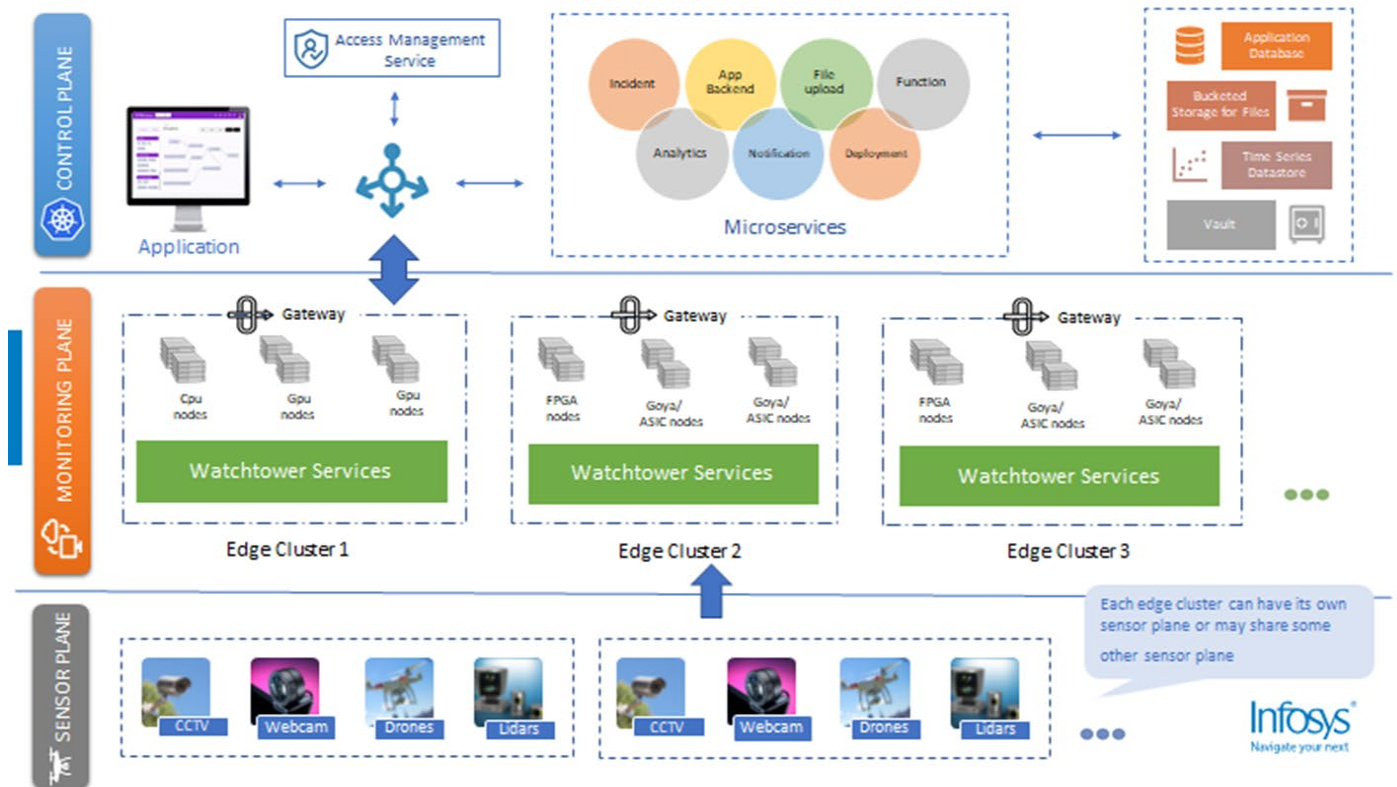 CONTROL PLANE
Access Management
Service
Application
Incident
App
Backend
File
upload
Function
Analytics
Notification
Deployment
Microservices
Application
Database
Bucketed
Storage for Files
Time Series
Datastore
Vault
MONITORING PLANE
Gateway
Cpu
nodes
Gpu
nodes
Gpu
nodes
Watchtower Services
Edge Cluster 1
Gateway
FPGA
nodes
Goya/
ASIC nodes
Goya/
ASIC nodes
Watchtower Services
Edge Cluster 2
Gateway
FPGA
nodes
Goya/
ASIC nodes
Goya/
ASIC nodes
Watchtower Services
Edge Cluster 3
SENSOR PLANE
CCTV
Webcam
Drones
Lidars
CCTV
Webcam
Drones
Lidars
Each edge cluster can have its own
sensor plane or may share some
other sensor plane
Infosys®
Navigate your next